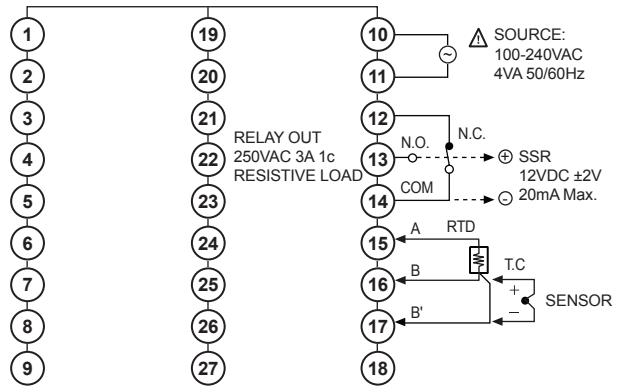 1 19 10
2 20 11
3 21 12
4 22 13
5 23 14
6 24 15
7 25 16
8 26 17
9 27 18
SOURCE:
100-240VAC
4VA 50/60Hz
RELAY OUT
250VAC 3A 1c
RESISTIVE LOAD
N.O.
N.C.
COM
SSR
12VDC ±2V
20mA Max.
A
RTD
B
B'
T.C
+
−
SENSOR